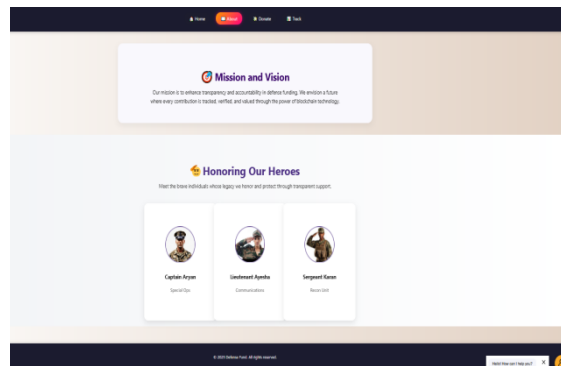 Home About Donate Track
Mission and Vision
Our mission is to enhance transparency and accountability in defence funding. We envision a future
where every contribution is tracked, verified, and valued through the power of blockchain technology.
Honoring Our Heroes
Meet the brave individuals whose legacy we honor and protect through transparent support.
Captain Aryan Lieutenant Ayesha Sergeant Karan
Special Ops Communications Recon Unit
© 2025 Defense Fund. All rights reserved.
Hello! How can I help you? X